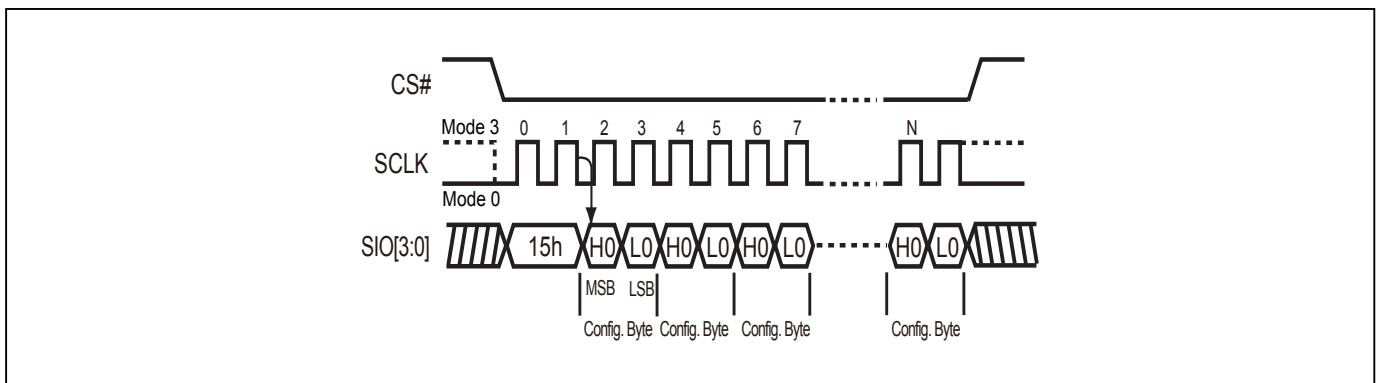 CS#
Mode 3 0 1 2 3 4 5 6 7 N
SCLK
Mode 0
SIO[3:0] 15h H0 L0 H0 L0 H0 L0 H0 L0
MSB LSB
Config. Byte Config. Byte Config. Byte Config. Byte